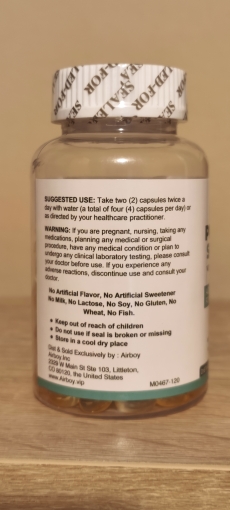 SEALED-FOR
SUGGESTED USE: Take two (2) capsules twice a
day with water (a total of four (4) capsules per day) or
as directed by your healthcare practitioner.
WARNING: If you are pregnant, nursing, taking any
medications, planning any medical or surgical
procedure, have any medical condition or plan to
undergo any clinical laboratory testing, please consult
your doctor before use. If you experience any
adverse reactions, discontinue use and consult your
doctor.
No Artificial Flavor, No Artificial Sweetener
No Milk, No Lactose, No Soy, No Gluten, No
Wheat, No Fish.
● Keep out of reach of children
● Do not use if seal is broken or missing
● Store in a cool dry place
Dist & Sold Exclusively by : Airboy
Airboy Inc
2009 W Main St Ste 103, Littleton,
CO 80120, the United States
www.Airboy.vip
M0467-120